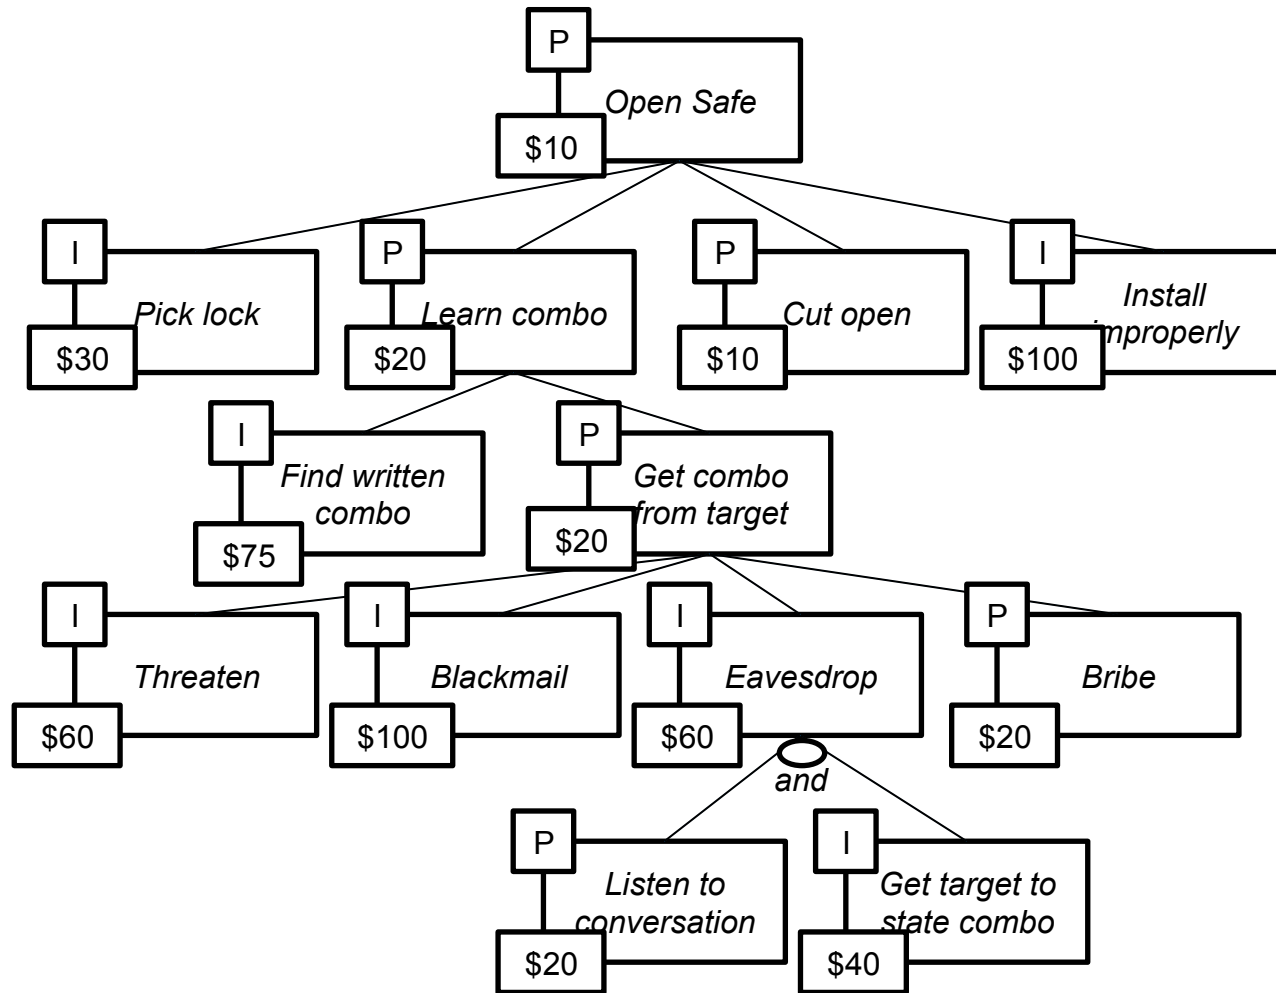 P
Open Safe
$10
I
Pick lock
$30
P
Learn combo
$20
P
Cut open
$10
I
Install
improperly
$100
I
Find written
combo
$75
P
Get combo
from target
$20
I
Threaten
$60
I
Blackmail
$100
I
Eavesdrop
$60
P
Bribe
$20
and
P
Listen to
conversation
$20
I
Get target to
state combo
$40